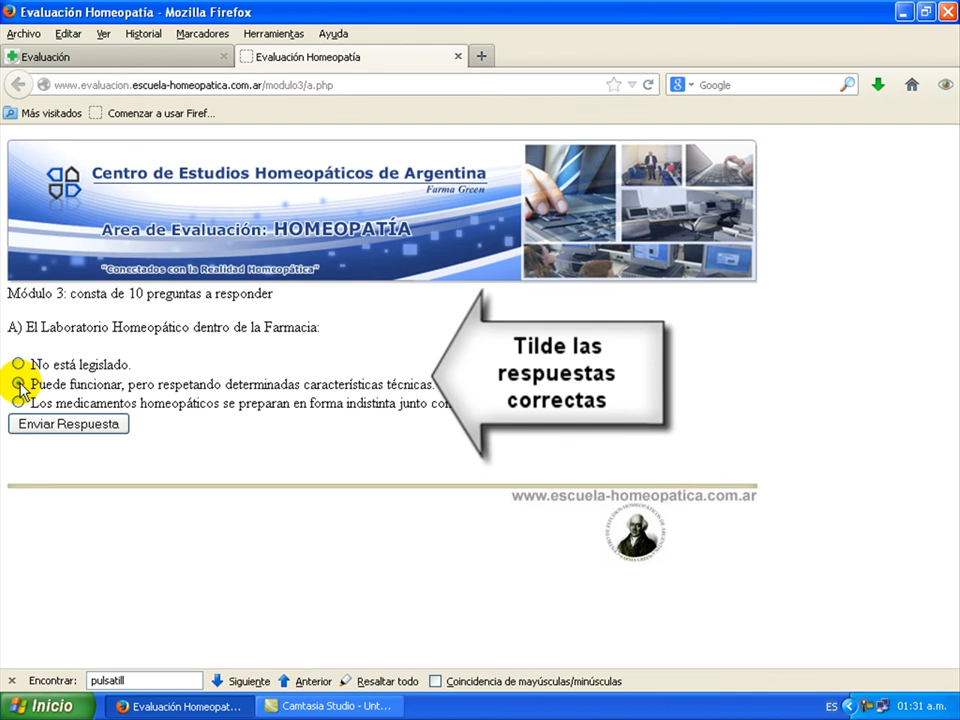 Evaluación Homeopatía - Mozilla Firefox
Archivo Editar Ver Historial Marcadores Herramientas Ayuda
Evaluación
Evaluación Homeopatía
www.evaluacion.escuela-homeopatica.com.ar/modulo3/a.php
Google
Más visitados
Comenzar a usar Firef...
Centro de Estudios Homeopáticos de Argentina
Farma Green
Area de Evaluación: HOMEOPATÍA
"Conectados con la Realidad Homeopática"
Módulo 3: consta de 10 preguntas a responder
A) El Laboratorio Homeopático dentro de la Farmacia:
No está legislado.
Puede funcionar, pero respetando determinadas características técnicas.
Los medicamentos homeopáticos se preparan en forma indistinta junto con
Enviar Respuesta
Tilde las
respuestas
correctas
www.escuela-homeopatica.com.ar
Encontrar: pulsatill Siguiente Anterior Resaltar todo Coincidencia de mayúsculas/minúsculas
Inicio
Evaluación Homeopat...
Camtasia Studio - Unt...
ES
01:31 a.m.